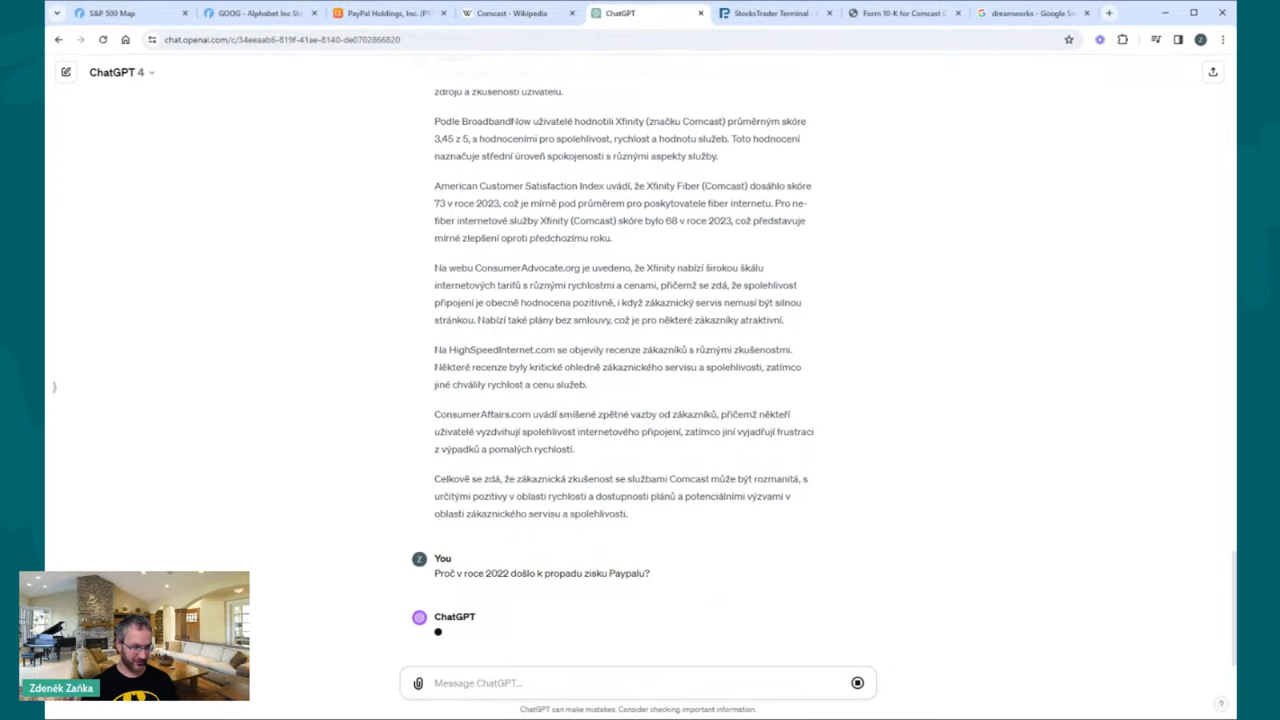 S&P 500 Map
GOOG - Alphabet Inc St
PayPal Holdings, Inc. (P
Comcast - Wikipedia
ChatGPT
StocksTrader Terminal - A
Form 10-K for Comcast C
dreamworks - Google Se
chat.openai.com/c/34eeaab6-819f-41ae-8140-de0702866820
ChatGPT 4
zdrojů a zkušeností uživatelů.
Podle BroadbandNow uživatelé hodnotili Xfinity (značku Comcast) průměrným skóre
3,45 z 5, s hodnoceními pro spolehlivost, rychlost a hodnotu služeb. Toto hodnocení
naznačuje střední úroveň spokojenosti s různými aspekty služby.
American Customer Satisfaction Index uvádí, že Xfinity Fiber (Comcast) dosáhlo skóre
73 v roce 2023, což je mírně pod průměrem pro poskytovatele fiber internetu. Pro ne-
fiber internetové služby Xfinity (Comcast) skóre bylo 68 v roce 2023, což představuje
mírné zlepšení oproti předchozímu roku.
Na webu ConsumerAdvocate.org je uvedeno, že Xfinity nabízí širokou škálu
internetových tarifů s různými rychlostmi a cenami, přičemž se zdá, že spolehlivost
připojení je obecně hodnocena pozitivně, i když zákaznický servis nemusí být silnou
stránkou. Nabízí také plány bez smlouvy, což je pro některé zákazníky atraktivní.
Na HighSpeedInternet.com se objevily recenze zákazníků s různými zkušenostmi.
Některé recenze byly kritické ohledně zákaznického servisu a spolehlivosti, zatímco
jiné chválily rychlost a cenu služeb.
ConsumerAffairs.com uvádí smíšené zpětné vazby od zákazníků, přičemž někteří
uživatelé vyzdvihují spolehlivost internetového připojení, zatímco jiní vyjadřují frustraci
z výpadků a pomalých rychlostí.
Celkově se zdá, že zákaznická zkušenost se službami Comcast může být rozmanitá, s
určitými pozitivy v oblasti rychlosti a dostupnosti plánů a potenciálními výzvami v
oblasti zákaznického servisu a spolehlivosti.
You
Proč v roce 2022 došlo k propadu zisku Paypalu?
ChatGPT
Message ChatGPT...
ChatGPT can make mistakes. Consider checking important information.
Zdeněk Zaňka